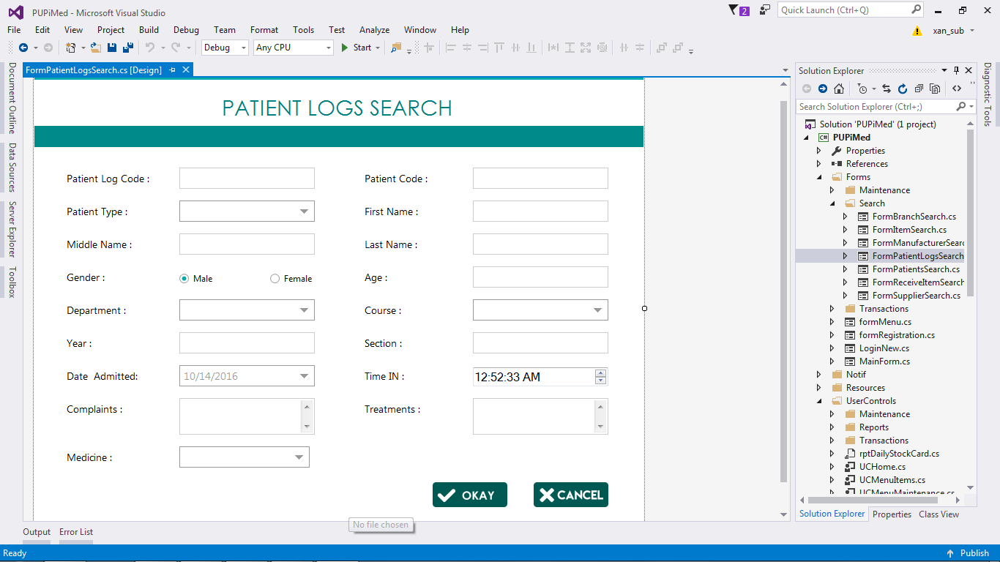 PUPiMed - Microsoft Visual Studio
2
Quick Launch (Ctrl+Q)
File Edit View Project Build Debug Team Format Tools Test Analyze Window Help
xan_sub
Debug Any CPU Start
FormPatientLogsSearch.cs [Design]
Document Outline
Data Sources
Server Explorer
Toolbox
PATIENT LOGS SEARCH
Patient Log Code :
Patient Code :
Patient Type :
First Name :
Middle Name :
Last Name :
Gender :
Male
Female
Age :
Department :
Course :
Year :
Section :
Date  Admitted:
10/14/2016
Time IN :
12:52:33 AM
Complaints :
Treatments :
Medicine :
OKAY
CANCEL
No file chosen
Solution Explorer
Search Solution Explorer (Ctrl+;)
Solution 'PUPiMed' (1 project)
C# PUPiMed
Properties
References
Forms
Maintenance
Search
FormBranchSearch.cs
FormItemSearch.cs
FormManufacturerSearc
FormPatientLogsSearch
FormPatientsSearch.cs
FormReceiveItemSearch
FormSupplierSearch.cs
Transactions
formMenu.cs
formRegistration.cs
LoginNew.cs
MainForm.cs
Notif
Resources
UserControls
Maintenance
Reports
Transactions
rptDailyStockCard.cs
UCHome.cs
UCMenuItems.cs
UCMenuMaintenance.cs
Solution Explorer Properties Class View
Diagnostic Tools
Output Error List
Ready
Publish